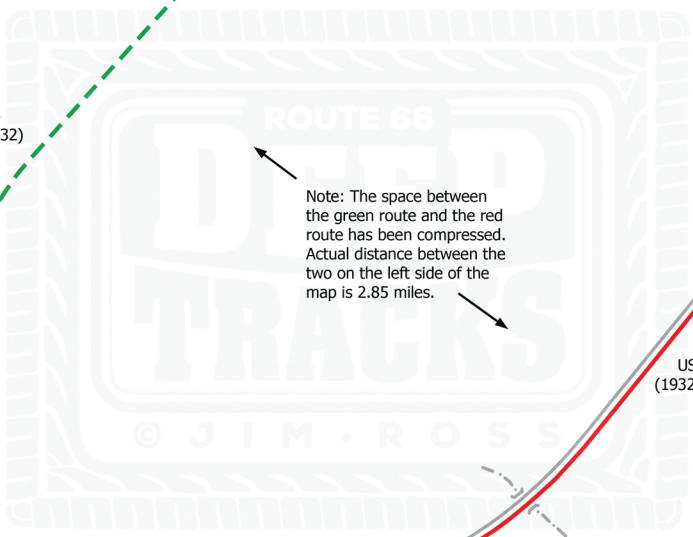 ROUTE 66
DEEP
32)
Note: The space between
the green route and the red
route has been compressed.
Actual distance between the
two on the left side of the
map is 2.85 miles.
TRACKS
US
(1932
© JIM • ROSS